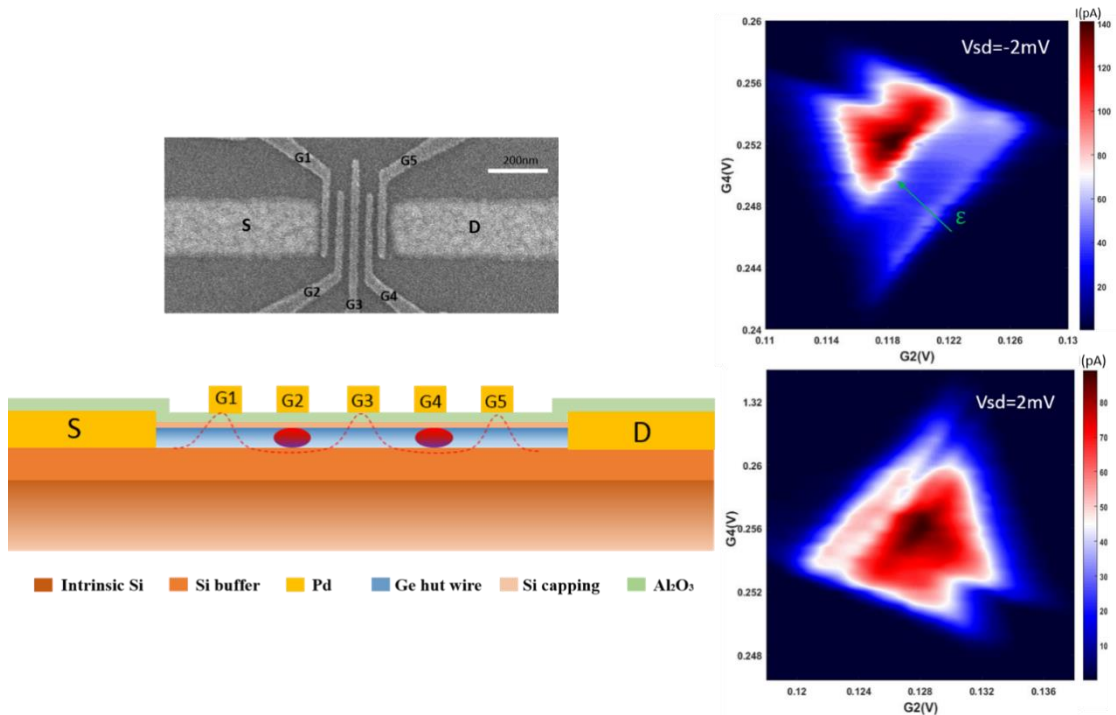 G1
G5
200nm
S
D
G2
G3
G4
G1
G2
G3
G4
G5
S
D
Intrinsic Si
Si buffer
Pd
Ge hut wire
Si capping
Al₂O₃
I(pA)
Vsd=-2mV
0.26
0.256
0.252
0.248
0.244
0.24
G4(V)
ε
0.11
0.114
0.118
0.122
0.126
0.13
G2(V)
140
120
100
80
60
40
20
0
(pA)
Vsd=2mV
1.32
0.26
0.256
0.252
0.248
G4(V)
0.12
0.128
0.132
0.136
G2(V)
80
70
60
50
40
30
20
10